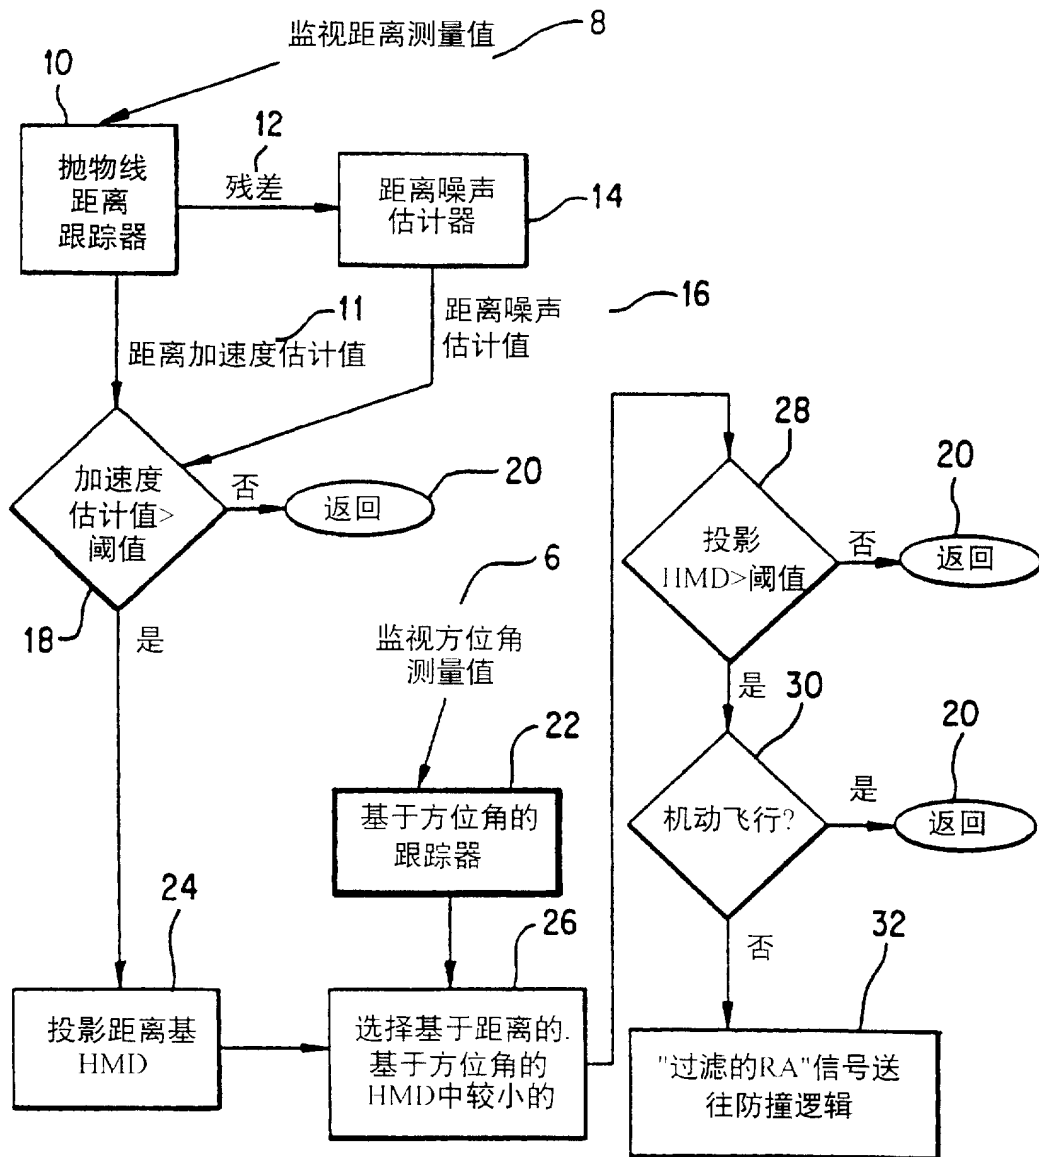 监视距离测量值
8
10
抛物线
距离
跟踪器
12
残差
距离噪声
估计器
14
11
距离加速度估计值
距离噪声
估计值
16
加速度
估计值>
阈值
18
否
返回
20
是
6
监视方位角
测量值
22
基于方位角的
跟踪器
24
投影距离基
HMD
26
选择基于距离的.
基于方位角的
HMD中较小的
28
投影
HMD>阈值
否
返回
20
是
30
机动飞行?
是
返回
20
否
32
"过滤的RA"信号送
往防撞逻辑